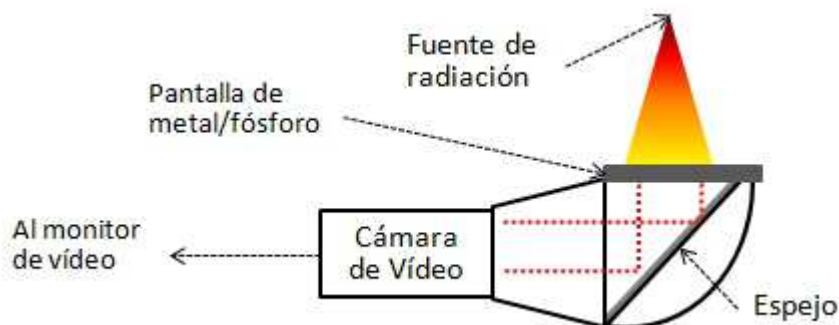 Fuente de
radiación
Pantalla de
metal/fósforo
Al monitor
de vídeo
Cámara
de Vídeo
Espejo